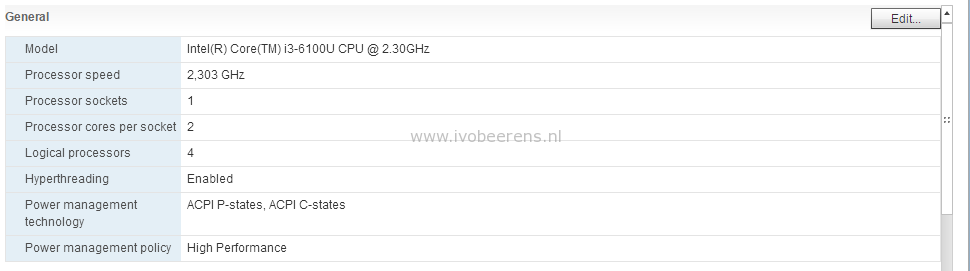 General
Edit...
Model Intel(R) Core(TM) i3-6100U CPU @ 2.30GHz
Processor speed 2,303 GHz
Processor sockets 1
Processor cores per socket 2
www.ivobeerens.nl
Logical processors 4
Hyperthreading Enabled
Power management ACPI P-states, ACPI C-states
technology
Power management policy High Performance